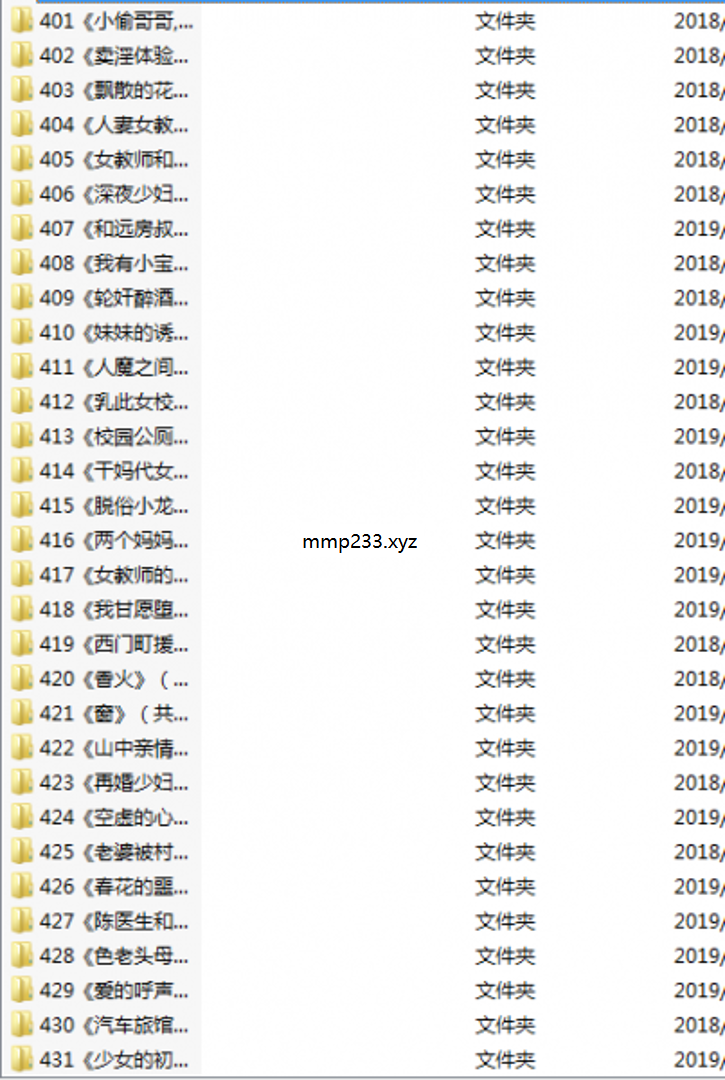 401《小偷哥哥,... 文件夹 2018/
402《卖淫体验... 文件夹 2018/
403《飘散的花... 文件夹 2018/
404《人妻女教... 文件夹 2018/
405《女教师和... 文件夹 2018/
406《深夜少妇... 文件夹 2018/
407《和远房叔... 文件夹 2019/
408《我有小宝... 文件夹 2018/
409《轮奸醉酒... 文件夹 2018/
410《妹妹的诱... 文件夹 2019/
411《人魔之间... 文件夹 2019/
412《乳此女校... 文件夹 2018/
413《校园公厕... 文件夹 2019/
414《干妈代女... 文件夹 2018/
415《脱俗小龙... 文件夹 2019/
416《两个妈妈... mmp233.xyz 文件夹 2019/
417《女教师的... 文件夹 2019/
418《我甘愿堕... 文件夹 2019/
419《西门町援... 文件夹 2018/
420《香火》（... 文件夹 2018/
421《窗》（共... 文件夹 2019/
422《山中亲情... 文件夹 2019/
423《再婚少妇... 文件夹 2018/
424《空虚的心... 文件夹 2019/
425《老婆被村... 文件夹 2018/
426《春花的噩... 文件夹 2019/
427《陈医生和... 文件夹 2019/
428《色老头母... 文件夹 2019/
429《爱的呼声... 文件夹 2019/
430《汽车旅馆... 文件夹 2018/
431《少女的初... 文件夹 2019/